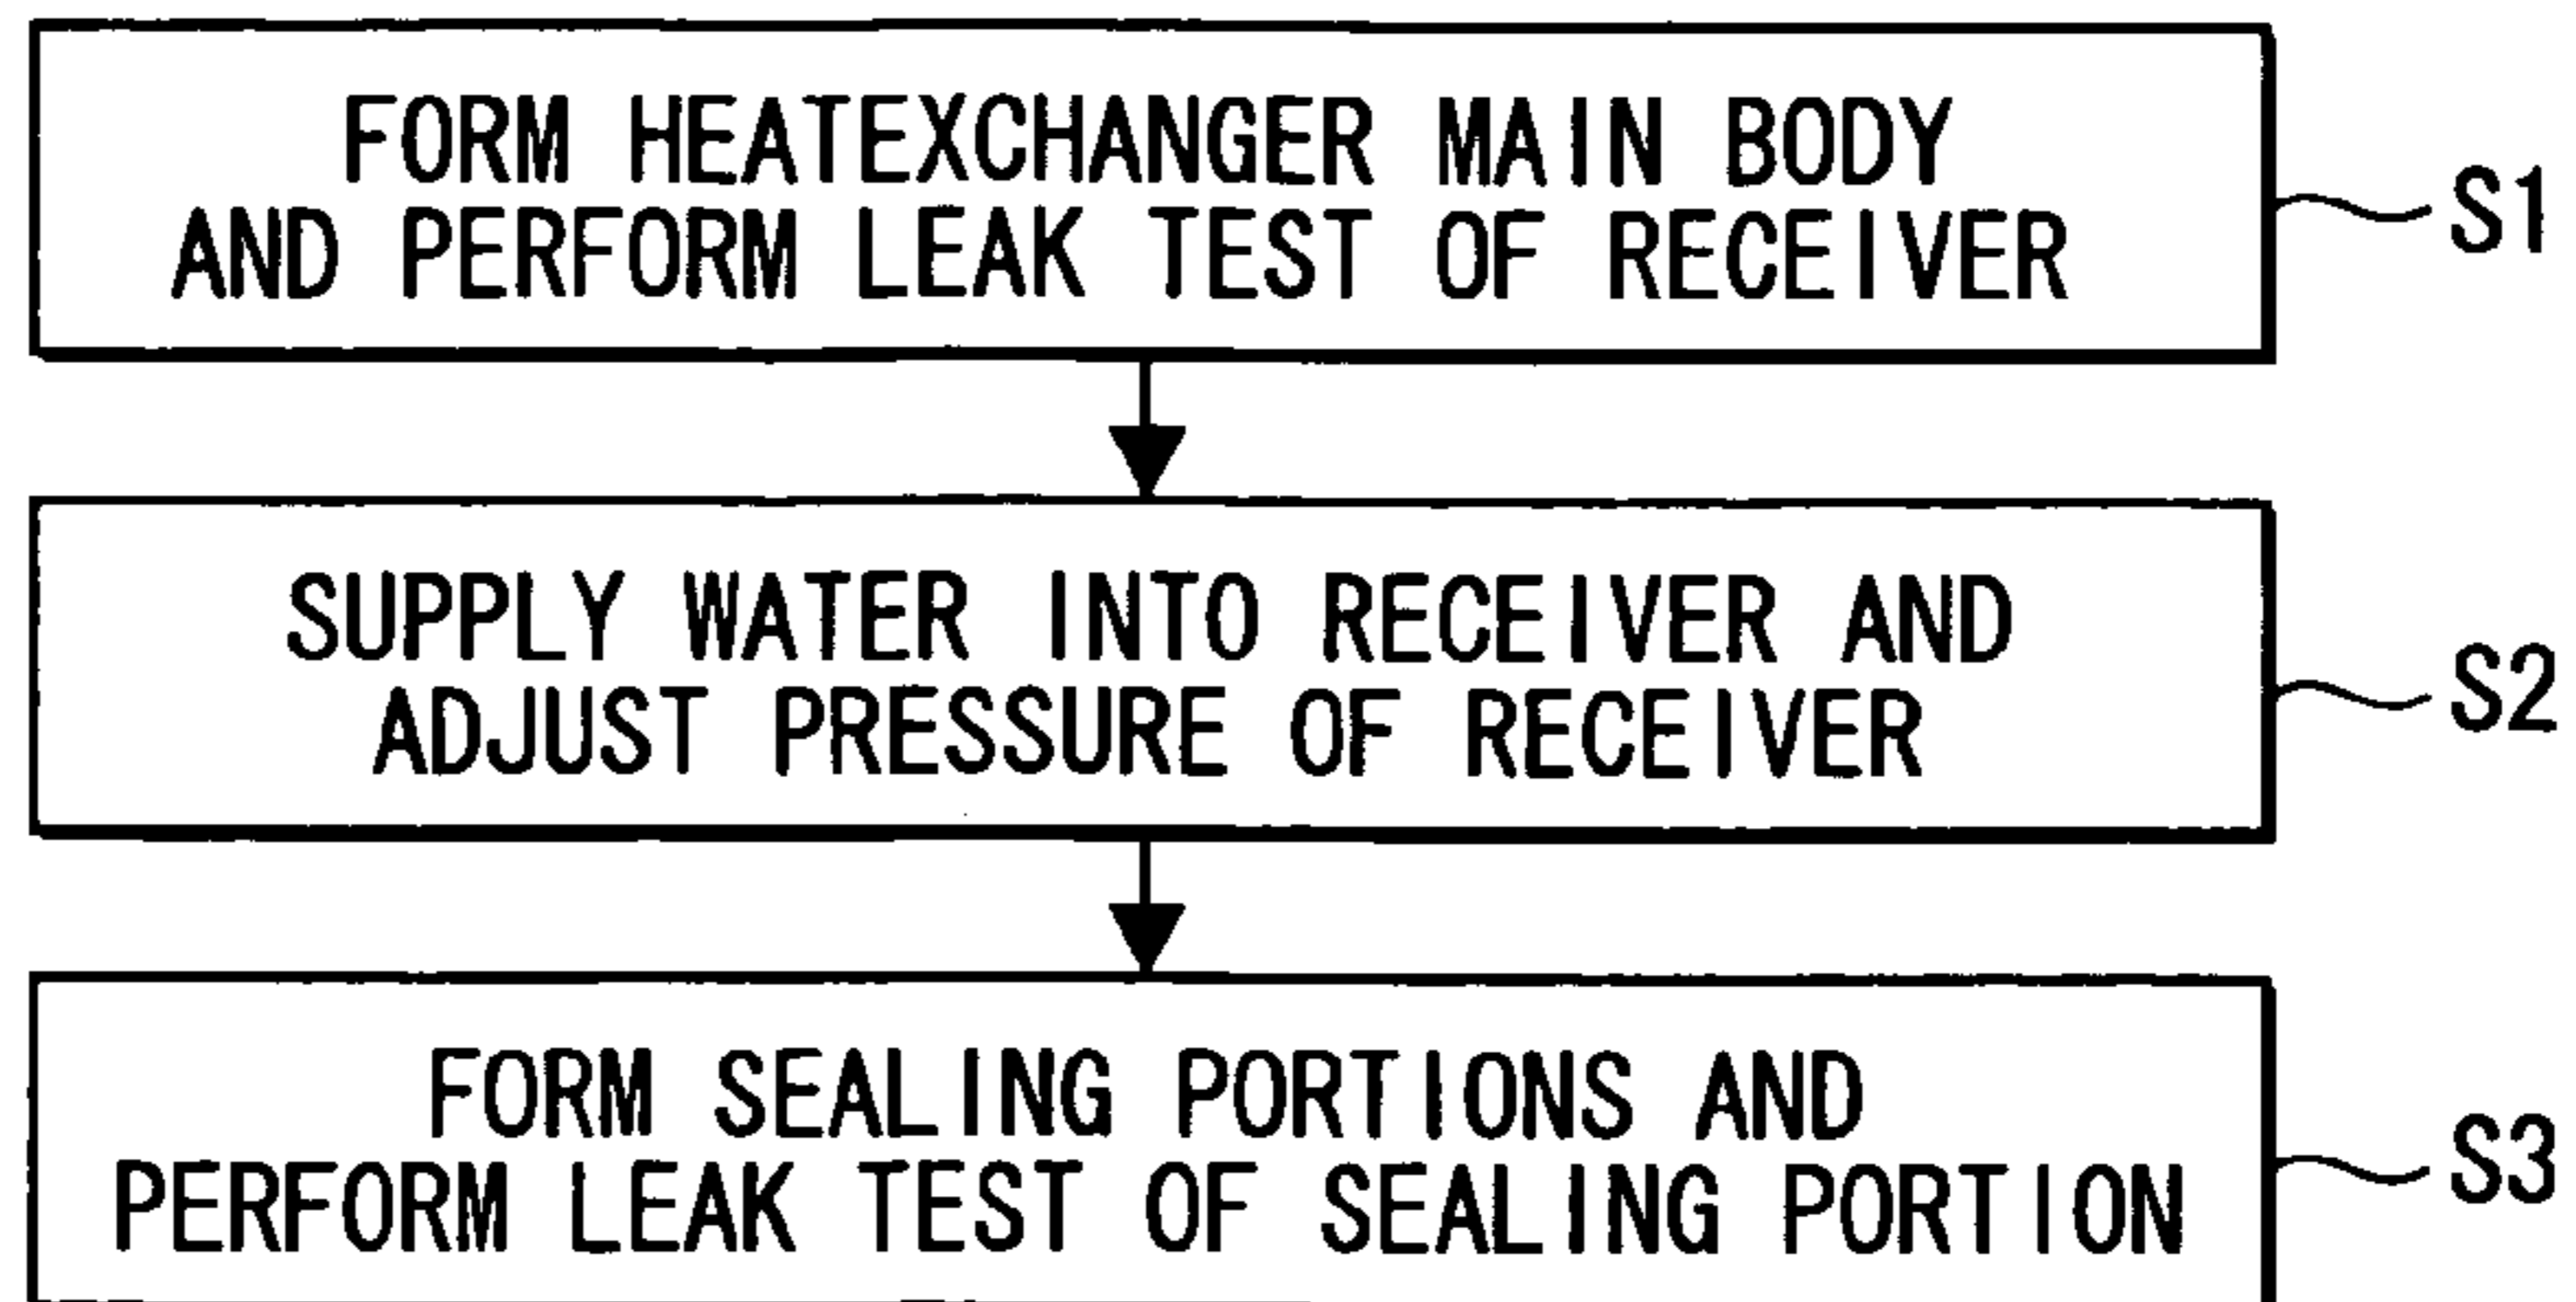 FORM HEATEXCHANGER MAIN BODY
AND PERFORM LEAK TEST OF RECEIVER
S1
SUPPLY WATER INTO RECEIVER AND
ADJUST PRESSURE OF RECEIVER
S2
FORM SEALING PORTIONS AND
PERFORM LEAK TEST OF SEALING PORTION
S3